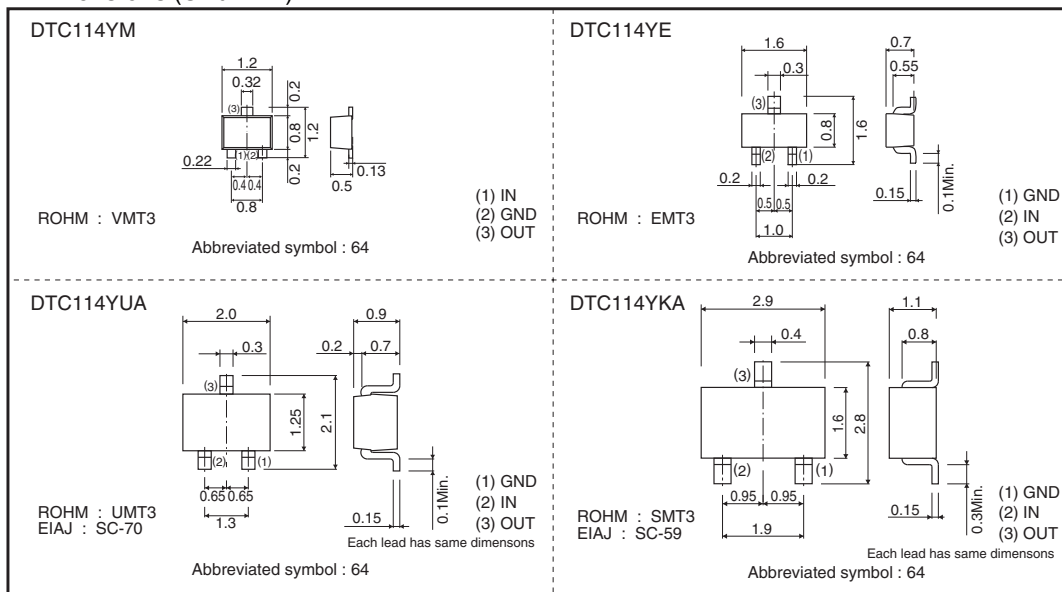 DTC114YM
1.2
0.32
0.2
(3)
0.8
1.2
(1)
(2)
0.22
0.2
0.4
0.4
0.8
0.5
0.13
(1) IN
(2) GND
(3) OUT
ROHM : VMT3
Abbreviated symbol : 64
DTC114YE
1.6
0.3
0.7
0.55
(3)
0.8
1.6
(2)
(1)
0.2
0.2
0.5
0.5
1.0
0.15
0.1Min.
(1) GND
(2) IN
(3) OUT
ROHM : EMT3
Abbreviated symbol : 64
DTC114YUA
2.0
0.3
0.9
0.2
0.7
(3)
1.25
2.1
(2)
(1)
0.65
0.65
1.3
0.15
0.1Min.
(1) GND
(2) IN
(3) OUT
ROHM : UMT3
EIAJ : SC-70
Each lead has same dimensons
Abbreviated symbol : 64
DTC114YKA
2.9
0.4
1.1
0.8
(3)
1.6
2.8
(2)
(1)
0.95
0.95
1.9
0.15
0.3Min.
(1) GND
(2) IN
(3) OUT
ROHM : SMT3
EIAJ : SC-59
Each lead has same dimensons
Abbreviated symbol : 64